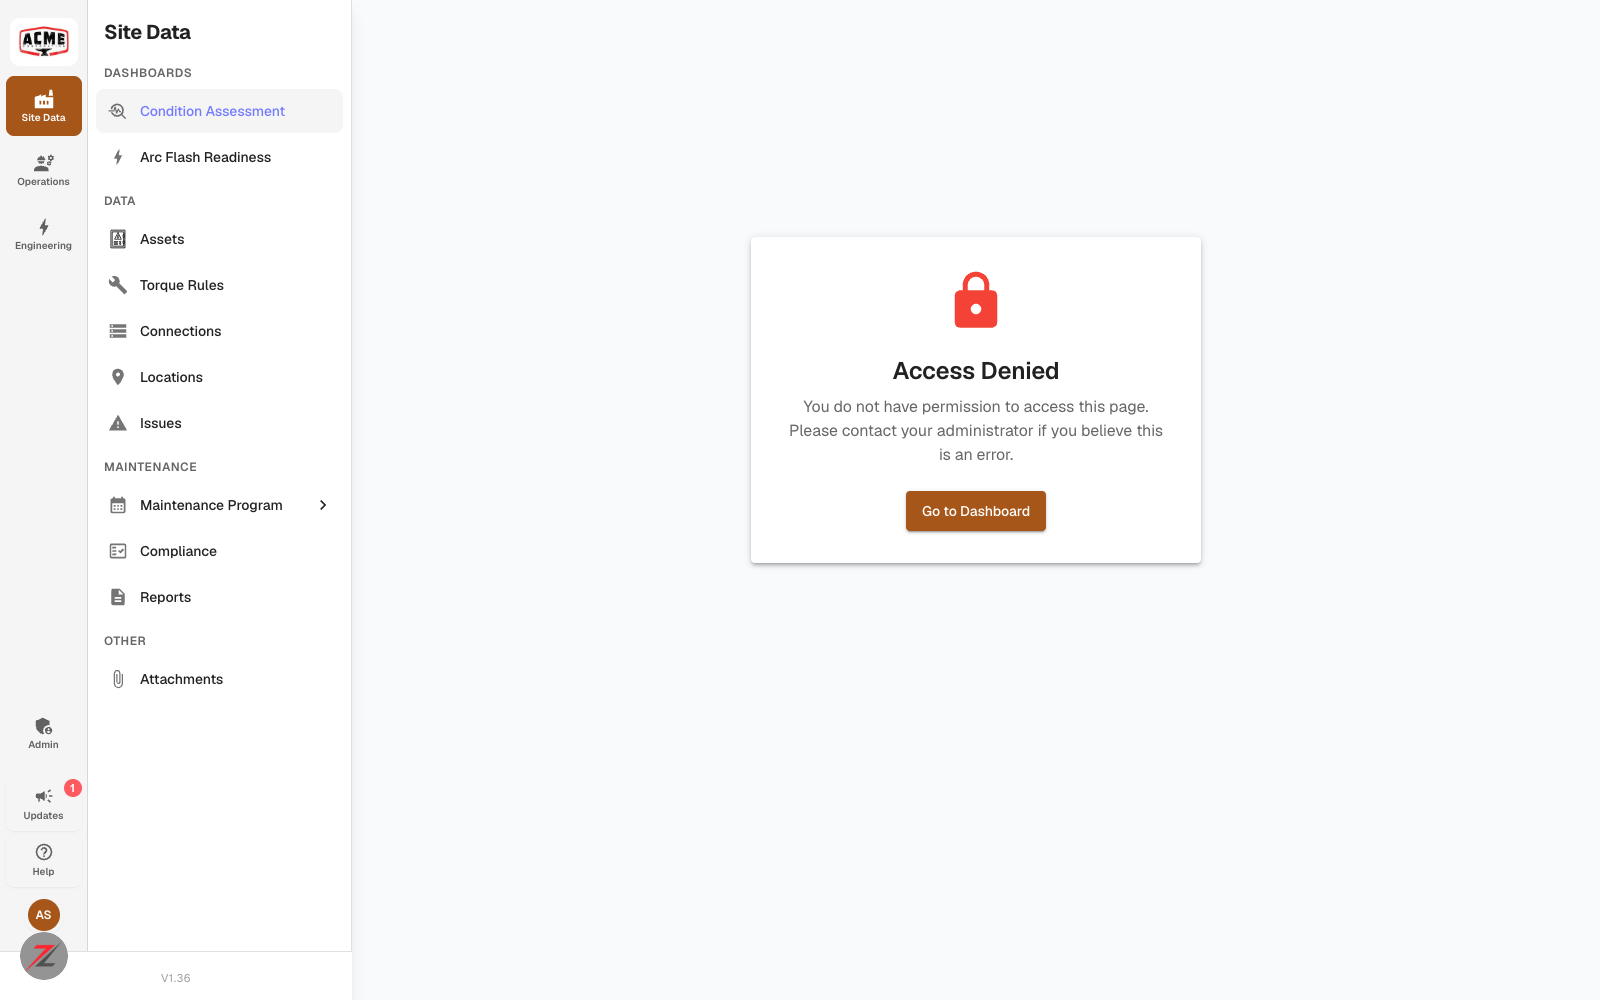 ACME
Site Data
Operations
Engineering
Admin
1
Updates
Help
AS
Site Data
DASHBOARDS
Condition Assessment
Arc Flash Readiness
DATA
Assets
Torque Rules
Connections
Locations
Issues
MAINTENANCE
Maintenance Program
Compliance
Reports
OTHER
Attachments
V1.36
Access Denied
You do not have permission to access this page.
Please contact your administrator if you believe this
is an error.
Go to Dashboard